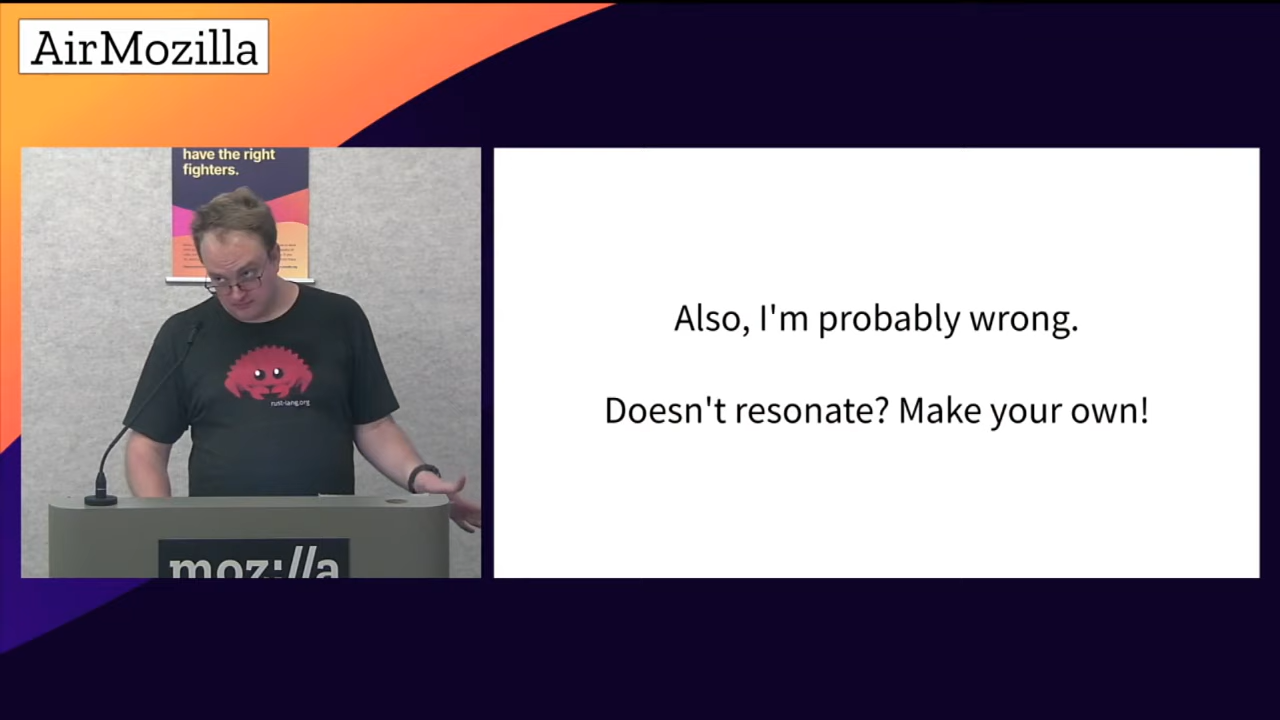 AirMozilla
have the right
fighters.
rust-lang.org
moz://a
Also, I'm probably wrong.
Doesn't resonate? Make your own!